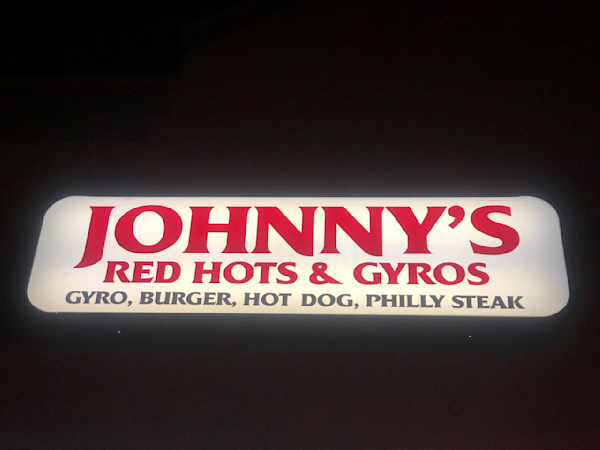 JOHNNY'S
RED HOTS & GYROS
GYRO, BURGER, HOT DOG, PHILLY STEAK